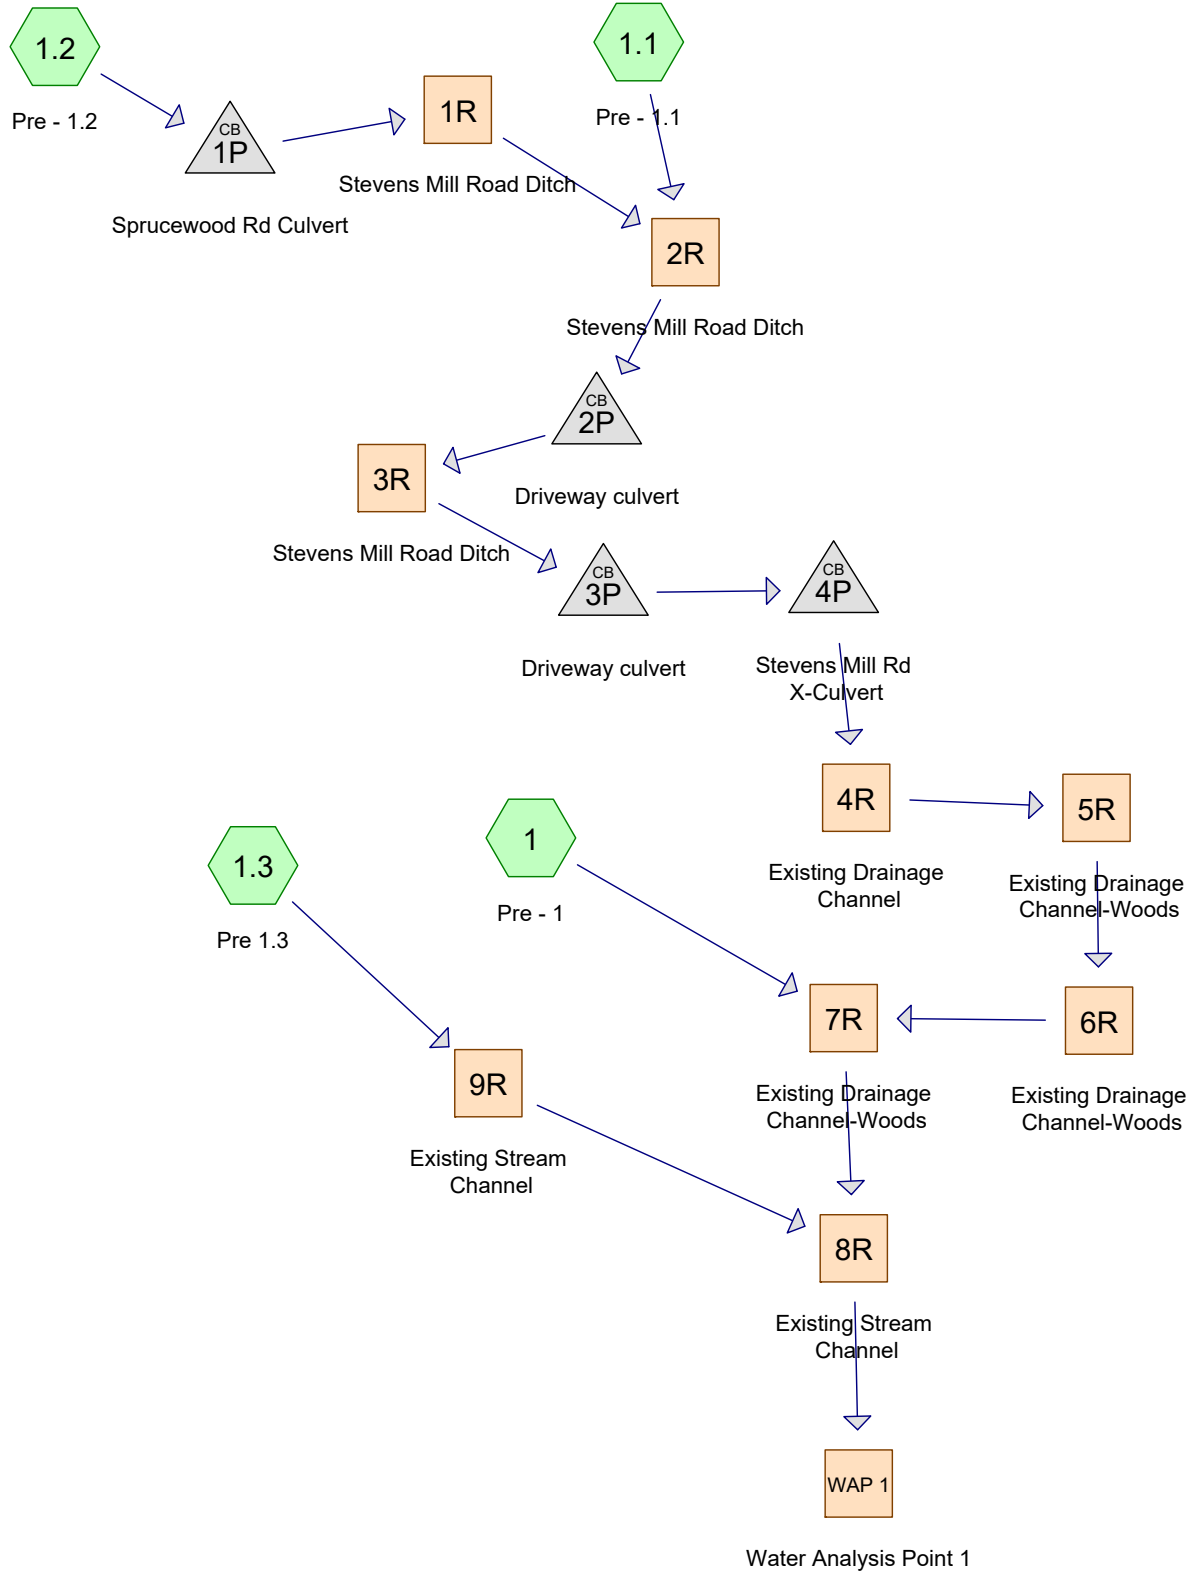 1.2
Pre - 1.2
1.1
Pre - 1.1
CB
1P
Sprucewood Rd Culvert
1R
Stevens Mill Road Ditch
2R
Stevens Mill Road Ditch
CB
2P
Driveway culvert
3R
Stevens Mill Road Ditch
CB
3P
Driveway culvert
CB
4P
Stevens Mill Rd
X-Culvert
4R
Existing Drainage
Channel
5R
Existing Drainage
Channel-Woods
1
Pre - 1
1.3
Pre 1.3
7R
Existing Drainage
Channel-Woods
6R
Existing Drainage
Channel-Woods
9R
Existing Stream
Channel
8R
Existing Stream
Channel
WAP 1
Water Analysis Point 1